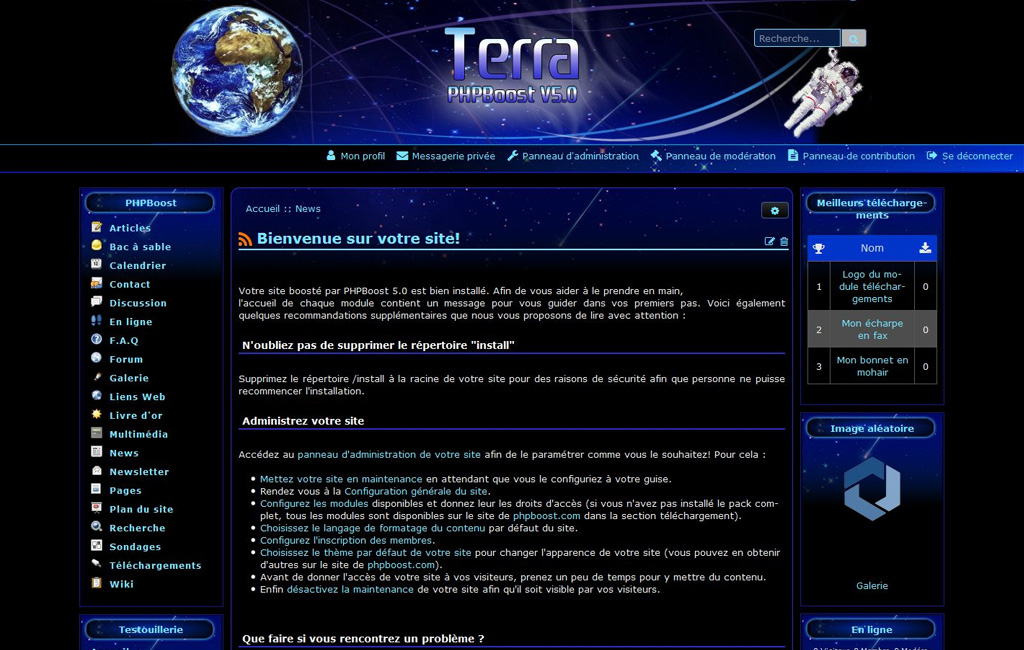 Terra
PHPBoost V5.0
Recherche...
Mon profil
Messagerie privée
Panneau d'administration
Panneau de modération
Panneau de contribution
Se déconnecter
PHPBoost
Articles
Bac à sable
Calendrier
Contact
Discussion
En ligne
F.A.Q
Forum
Galerie
Liens Web
Livre d'or
Multimédia
News
Newsletter
Pages
Plan du site
Recherche
Sondages
Téléchargements
Wiki
Testouillerie
Accueil :: News
Bienvenue sur votre site!
Votre site boosté par PHPBoost 5.0 est bien installé. Afin de vous aider à le prendre en main,
l'accueil de chaque module contient un message pour vous guider dans vos premiers pas. Voici également
quelques recommandations supplémentaires que nous vous proposons de lire avec attention :
N'oubliez pas de supprimer le répertoire "install"
Supprimez le répertoire /install à la racine de votre site pour des raisons de sécurité afin que personne ne puisse
recommencer l'installation.
Administrez votre site
Accédez au panneau d'administration de votre site afin de le paramétrer comme vous le souhaitez! Pour cela :
Mettez votre site en maintenance en attendant que vous le configuriez à votre guise.
Rendez vous à la Configuration générale du site.
Configurez les modules disponibles et donnez leur les droits d'accès (si vous n'avez pas installé le pack com-
plet, tous les modules sont disponibles sur le site de phpboost.com dans la section téléchargement).
Choisissez le langage de formatage du contenu par défaut du site.
Configurez l'inscription des membres.
Choisissez le thème par défaut de votre site pour changer l'apparence de votre site (vous pouvez en obtenir
d'autres sur le site de phpboost.com).
Avant de donner l'accès de votre site à vos visiteurs, prenez un peu de temps pour y mettre du contenu.
Enfin désactivez la maintenance de votre site afin qu'il soit visible par vos visiteurs.
Que faire si vous rencontrez un problème ?
Meilleurs télécharge-
ments
Nom
1 Logo du mo- 0
dule téléchar-
gements
2 Mon écharpe 0
en fax
3 Mon bonnet en 0
mohair
Image aléatoire
Galerie
En ligne